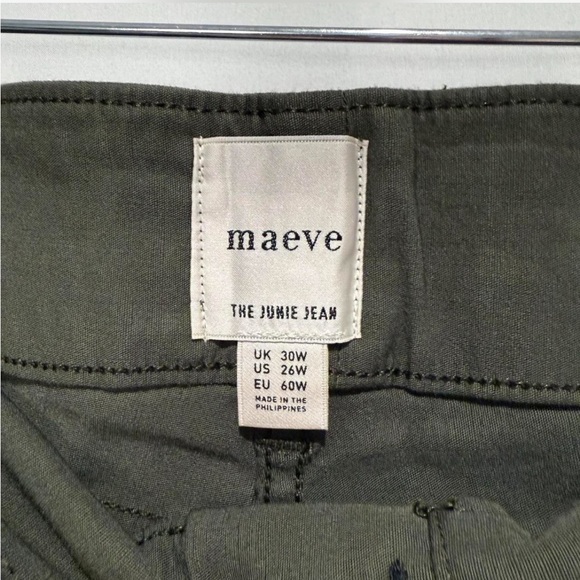 maeve
THE JUNIE JEAN
UK 30W
US 26W
EU 60W
MADE IN THE
PHILIPPINES